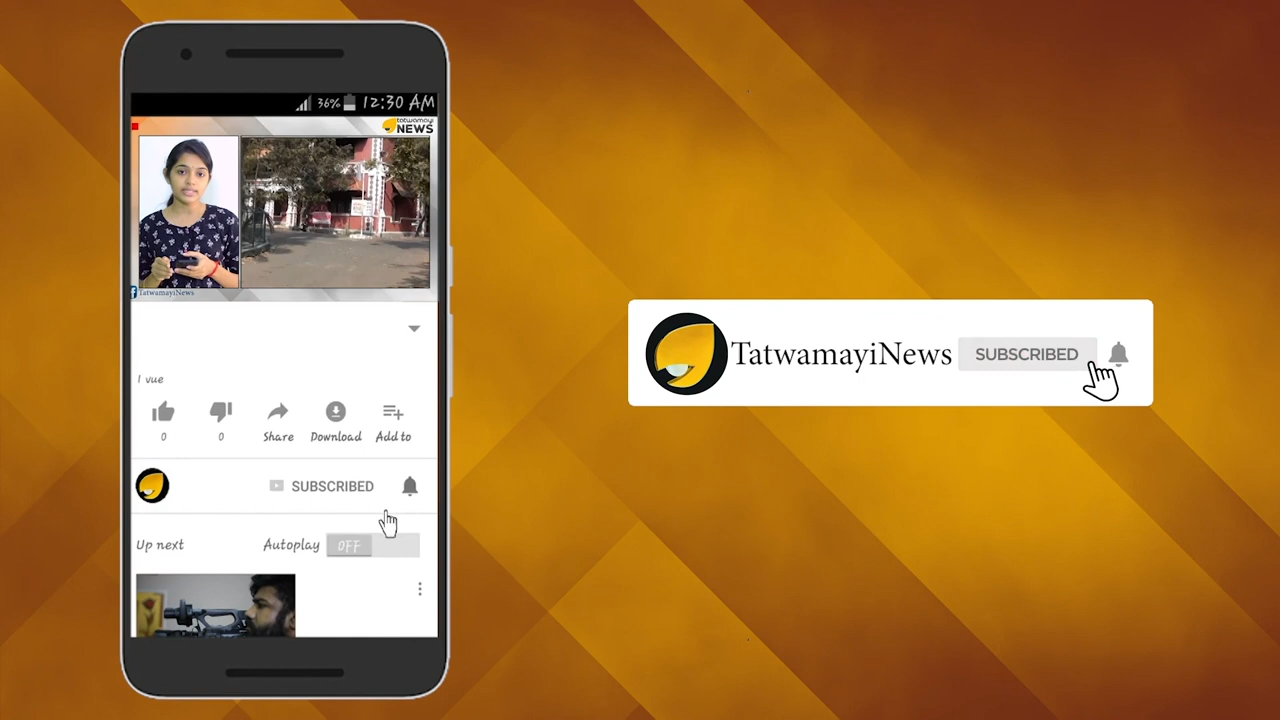 36% 12:30 AM
tatwamayi
NEWS
TatwamayiNews
1 vue
0 0 Share Download Add to
SUBSCRIBED
Up next Autoplay OFF
TatwamayiNews SUBSCRIBED